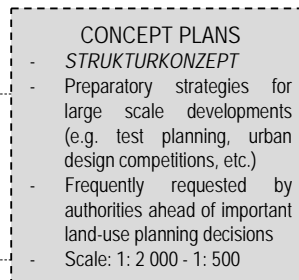 CONCEPT PLANS
- STRUKTURKONZEPT
- Preparatory strategies for
large scale developments
(e.g. test planning, urban
design competitions, etc.)
- Frequently requested by
authorities ahead of important
land-use planning decisions
- Scale: 1: 2 000 - 1: 500